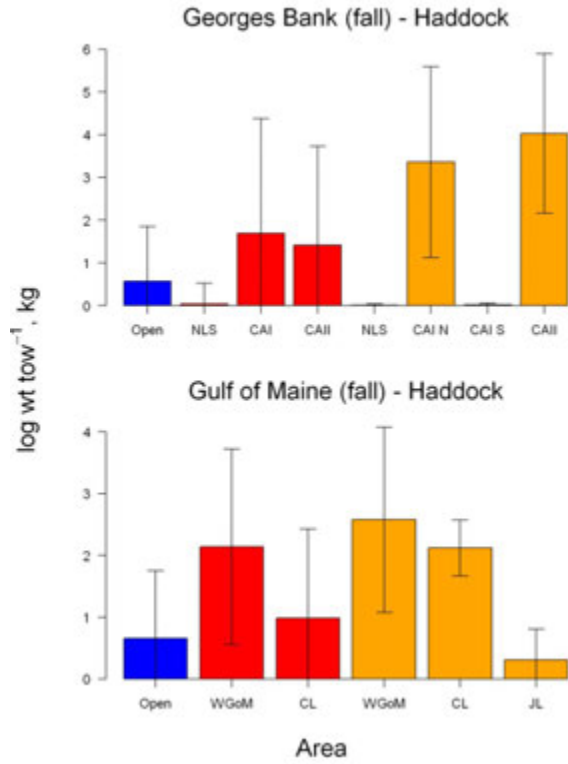 Georges Bank (fall) - Haddock
6
5
4
3
2
1
0
Open NLS CAI CAII NLS CAI N CAI S CAII
log wt tow⁻¹, kg
Gulf of Maine (fall) - Haddock
4
3
2
1
0
Open WGoM CL WGoM CL JL
Area